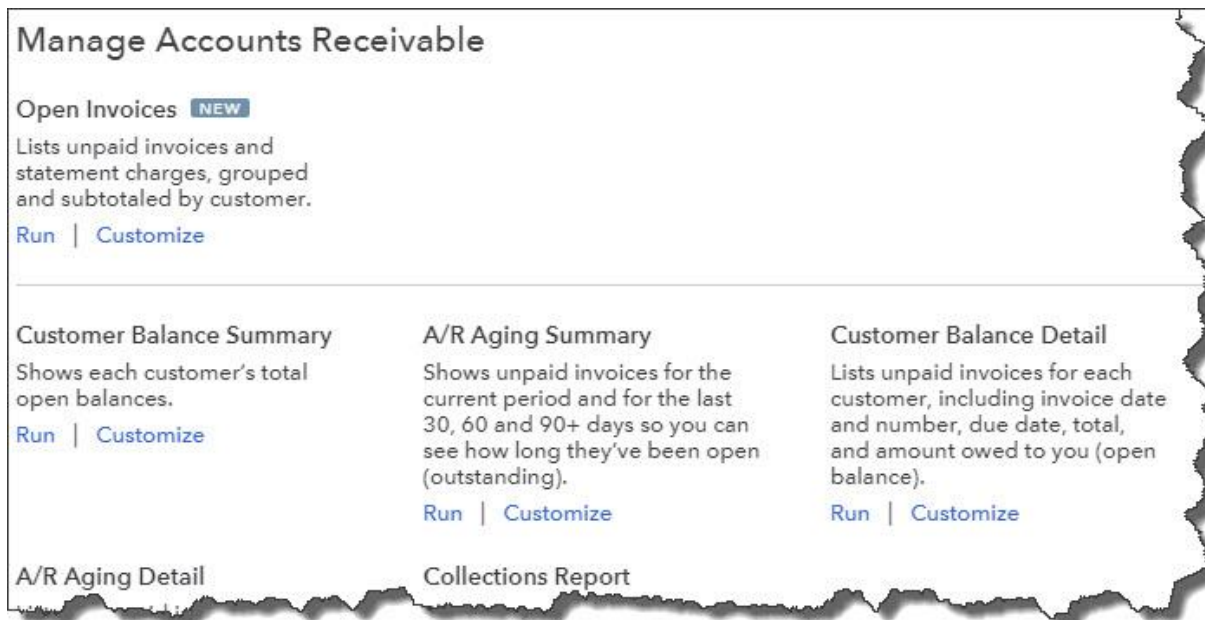 Manage Accounts Receivable
Open Invoices NEW
Lists unpaid invoices and
statement charges, grouped
and subtotaled by customer.
Run | Customize
Customer Balance Summary
Shows each customer's total
open balances.
Run | Customize
A/R Aging Summary
Shows unpaid invoices for the
current period and for the last
30, 60 and 90+ days so you can
see how long they've been open
(outstanding).
Run | Customize
Customer Balance Detail
Lists unpaid invoices for each
customer, including invoice date
and number, due date, total,
and amount owed to you (open
balance).
Run | Customize
A/R Aging Detail
Collections Report